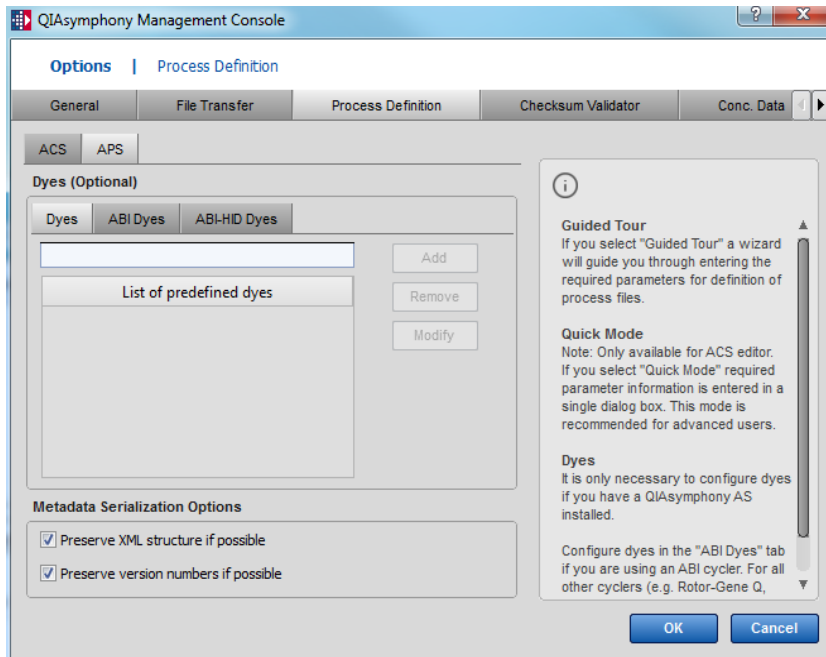 QIAsymphony Management Console
Options | Process Definition
General File Transfer Process Definition Checksum Validator Conc. Data
ACS APS
Dyes (Optional)
Dyes ABI Dyes ABI-HID Dyes
Add
List of predefined dyes
Remove
Modify
Metadata Serialization Options
Preserve XML structure if possible
Preserve version numbers if possible
Guided Tour
If you select "Guided Tour" a wizard
will guide you through entering the
required parameters for definition of
process files.
Quick Mode
Note: Only available for ACS editor.
If you select "Quick Mode" required
parameter information is entered in a
single dialog box. This mode is
recommended for advanced users.
Dyes
It is only necessary to configure dyes
if you have a QIAsymphony AS
installed.
Configure dyes in the "ABI Dyes" tab
if you are using an ABI cycler. For all
other cyclers (e.g. Rotor-Gene Q,
OK Cancel